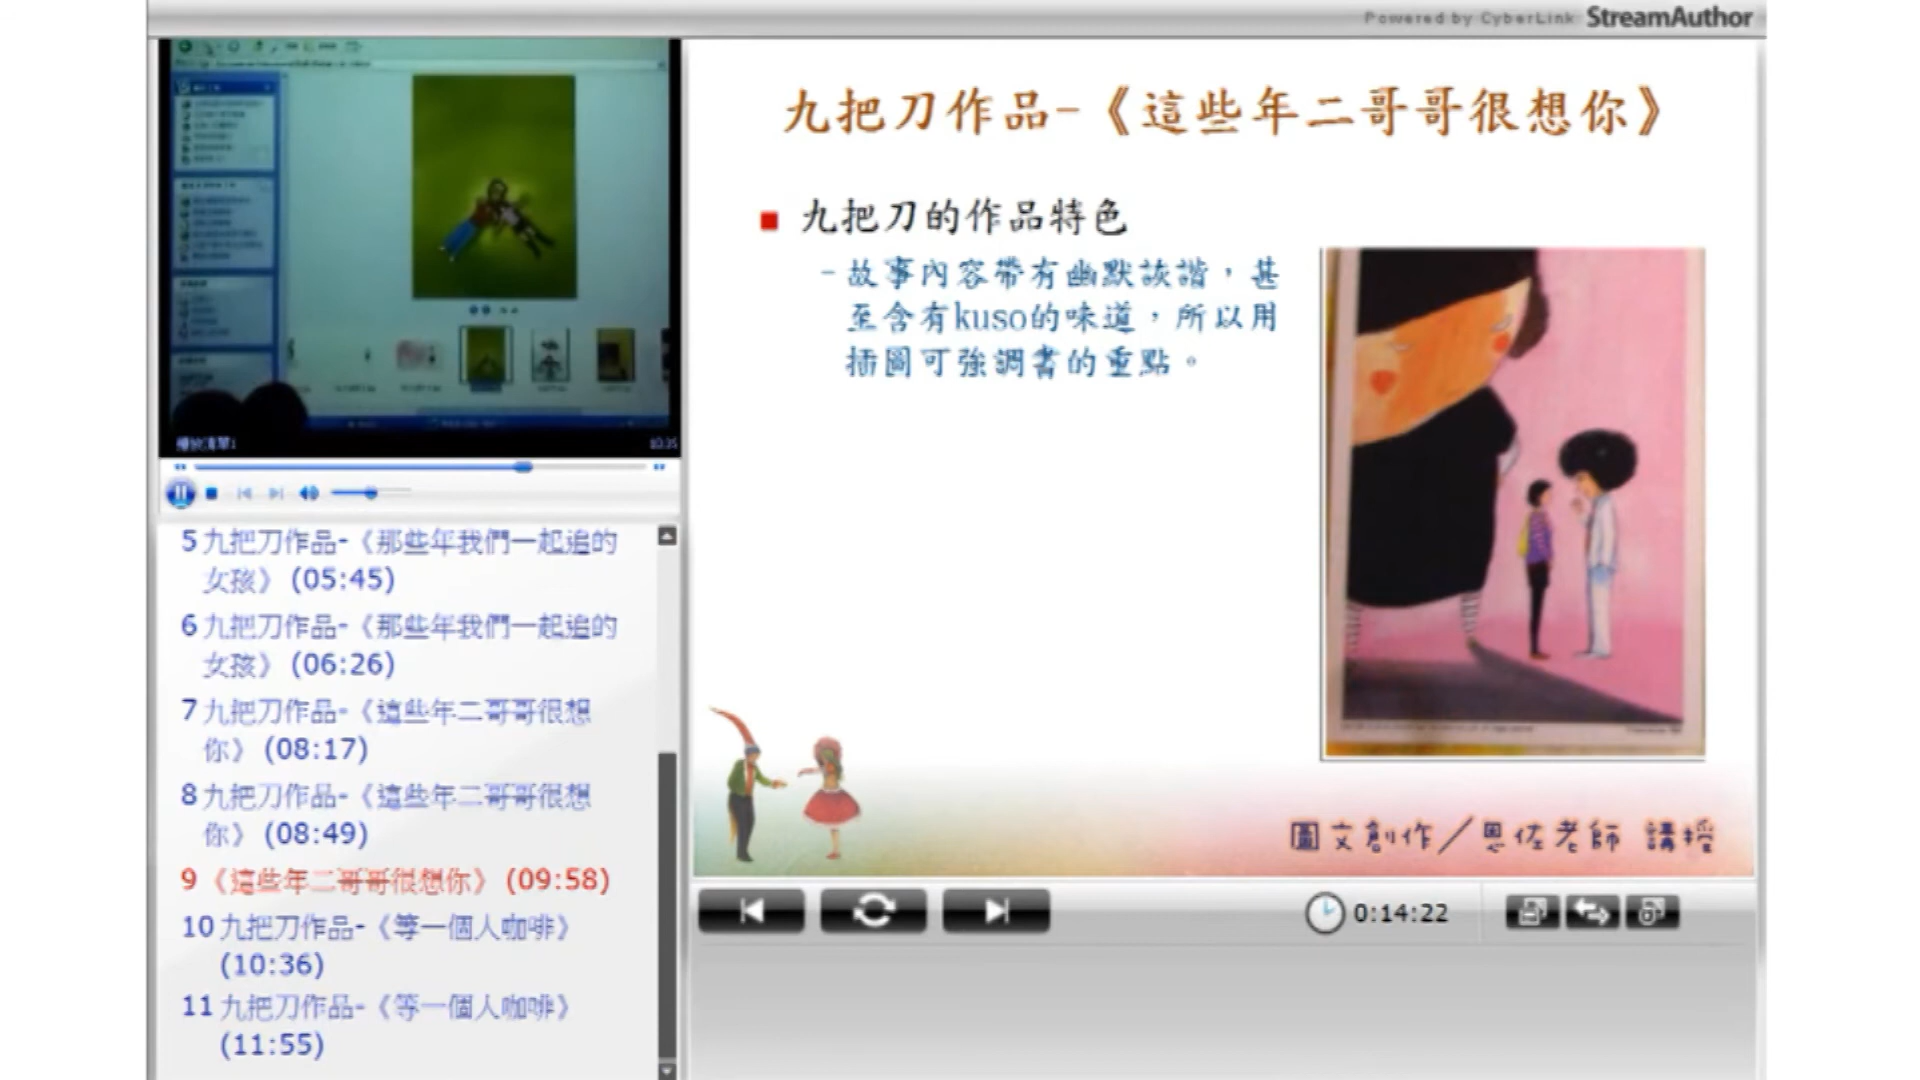 Powered by CyberLink StreamAuthor
10:35
5 九把刀作品-《那些年我們一起追的
女孩》 (05:45)
6 九把刀作品-《那些年我們一起追的
女孩》 (06:26)
7 九把刀作品-《這些年二哥哥很想
你》 (08:17)
8 九把刀作品-《這些年二哥哥很想
你》 (08:49)
9 《這些年二哥哥很想你》 (09:58)
10 九把刀作品-《等一個人咖啡》
(10:36)
11 九把刀作品-《等一個人咖啡》
(11:55)
九把刀作品-《這些年二哥哥很想你》
九把刀的作品特色
-故事內容帶有幽默詼諧，甚
至含有kuso的味道，所以用
插圖可強調書的重點。
圖文創作／恩佐老師 講授
0:14:22